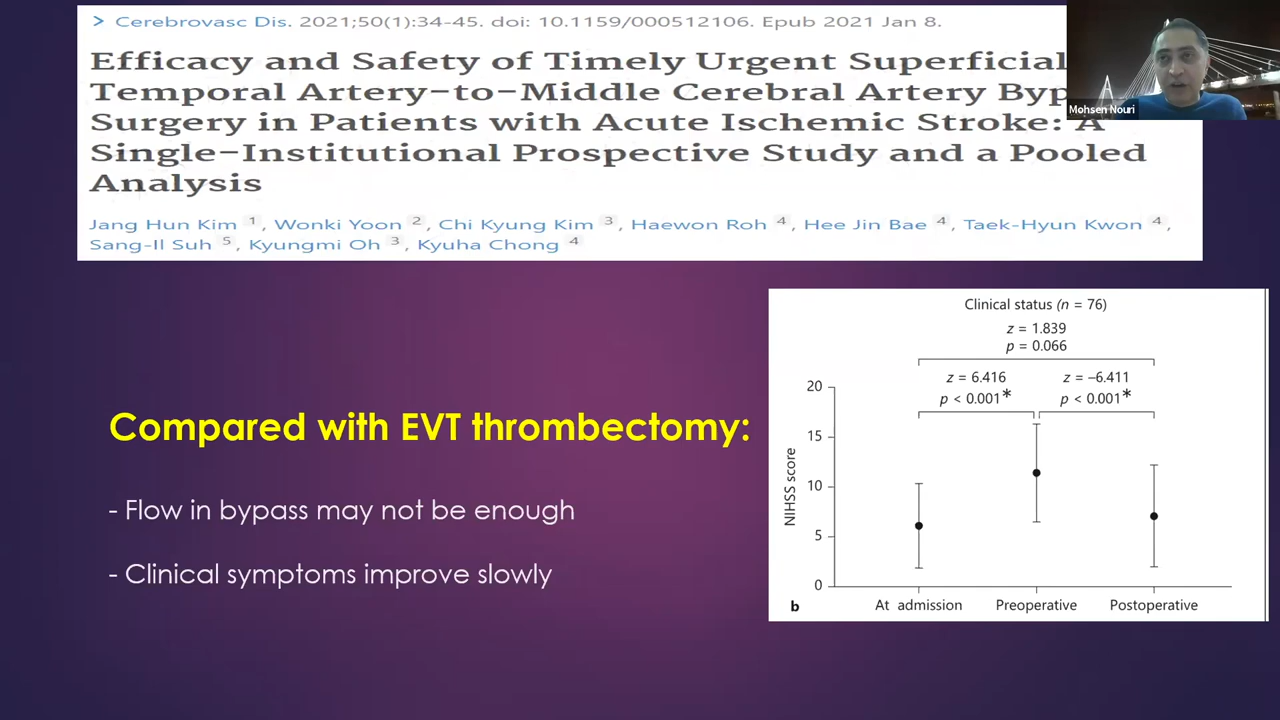 > Cerebrovasc Dis. 2021;50(1):34-45. doi: 10.1159/000512106. Epub 2021 Jan 8.
Efficacy and Safety of Timely Urgent Superficial
Temporal Artery-to-Middle Cerebral Artery Byp
Surgery in Patients with Acute Ischemic Stroke: A
Single-Institutional Prospective Study and a Pooled
Analysis
Jang Hun Kim 1, Wonki Yoon 2, Chi Kyung Kim 3, Haewon Roh 4, Hee Jin Bae 4, Taek-Hyun Kwon 4,
Sang-Il Suh 5, Kyungmi Oh 3, Kyuha Chong 4
Mohsen Nouri
Compared with EVT thrombectomy:
- Flow in bypass may not be enough
- Clinical symptoms improve slowly
Clinical status (n = 76)
z = 1.839
p = 0.066
z = 6.416
p < 0.001*
z = –6.411
p < 0.001*
NIHSS score
20
15
10
5
0
At admission
Preoperative
Postoperative
b